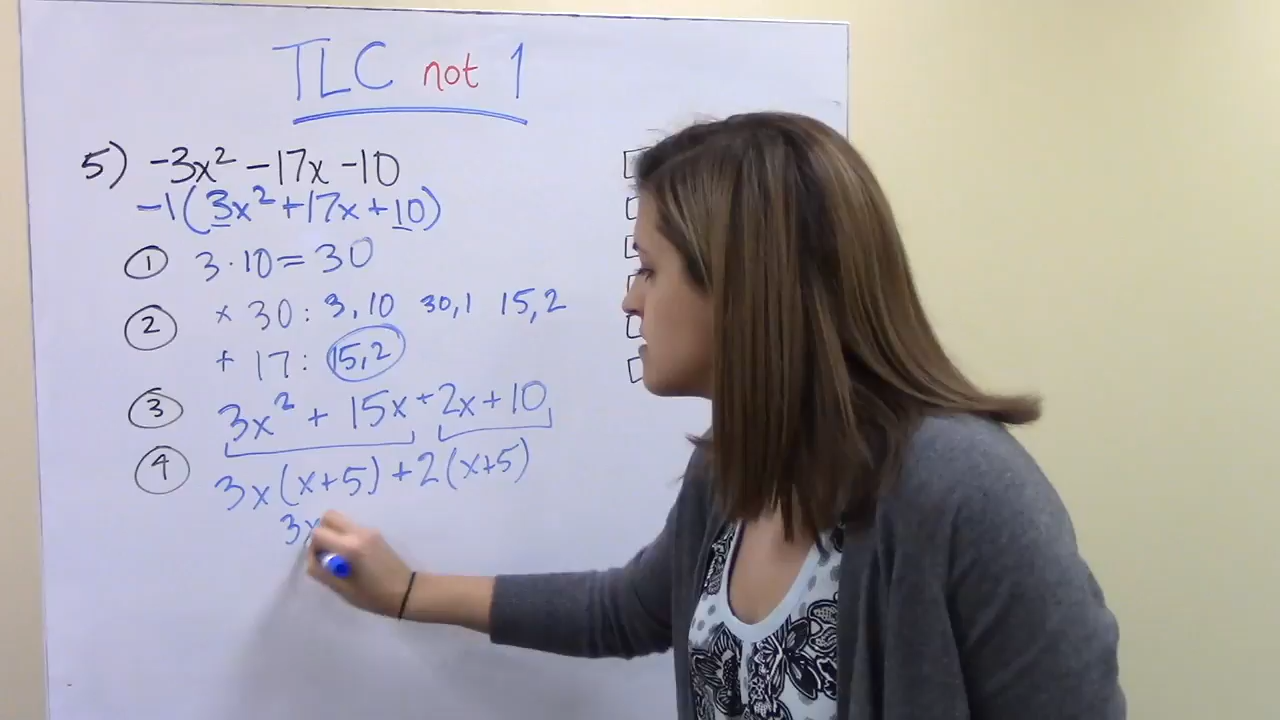 TLC not 1
5) -3x² -17x -10
-1(3x² +17x+10)
① 3·10=30
② × 30: 3,10 30,1 15,2
+ 17: 15,2
③ 3x² + 15x + 2x + 10
④ 3x(x+5) +2(x+5)
3x